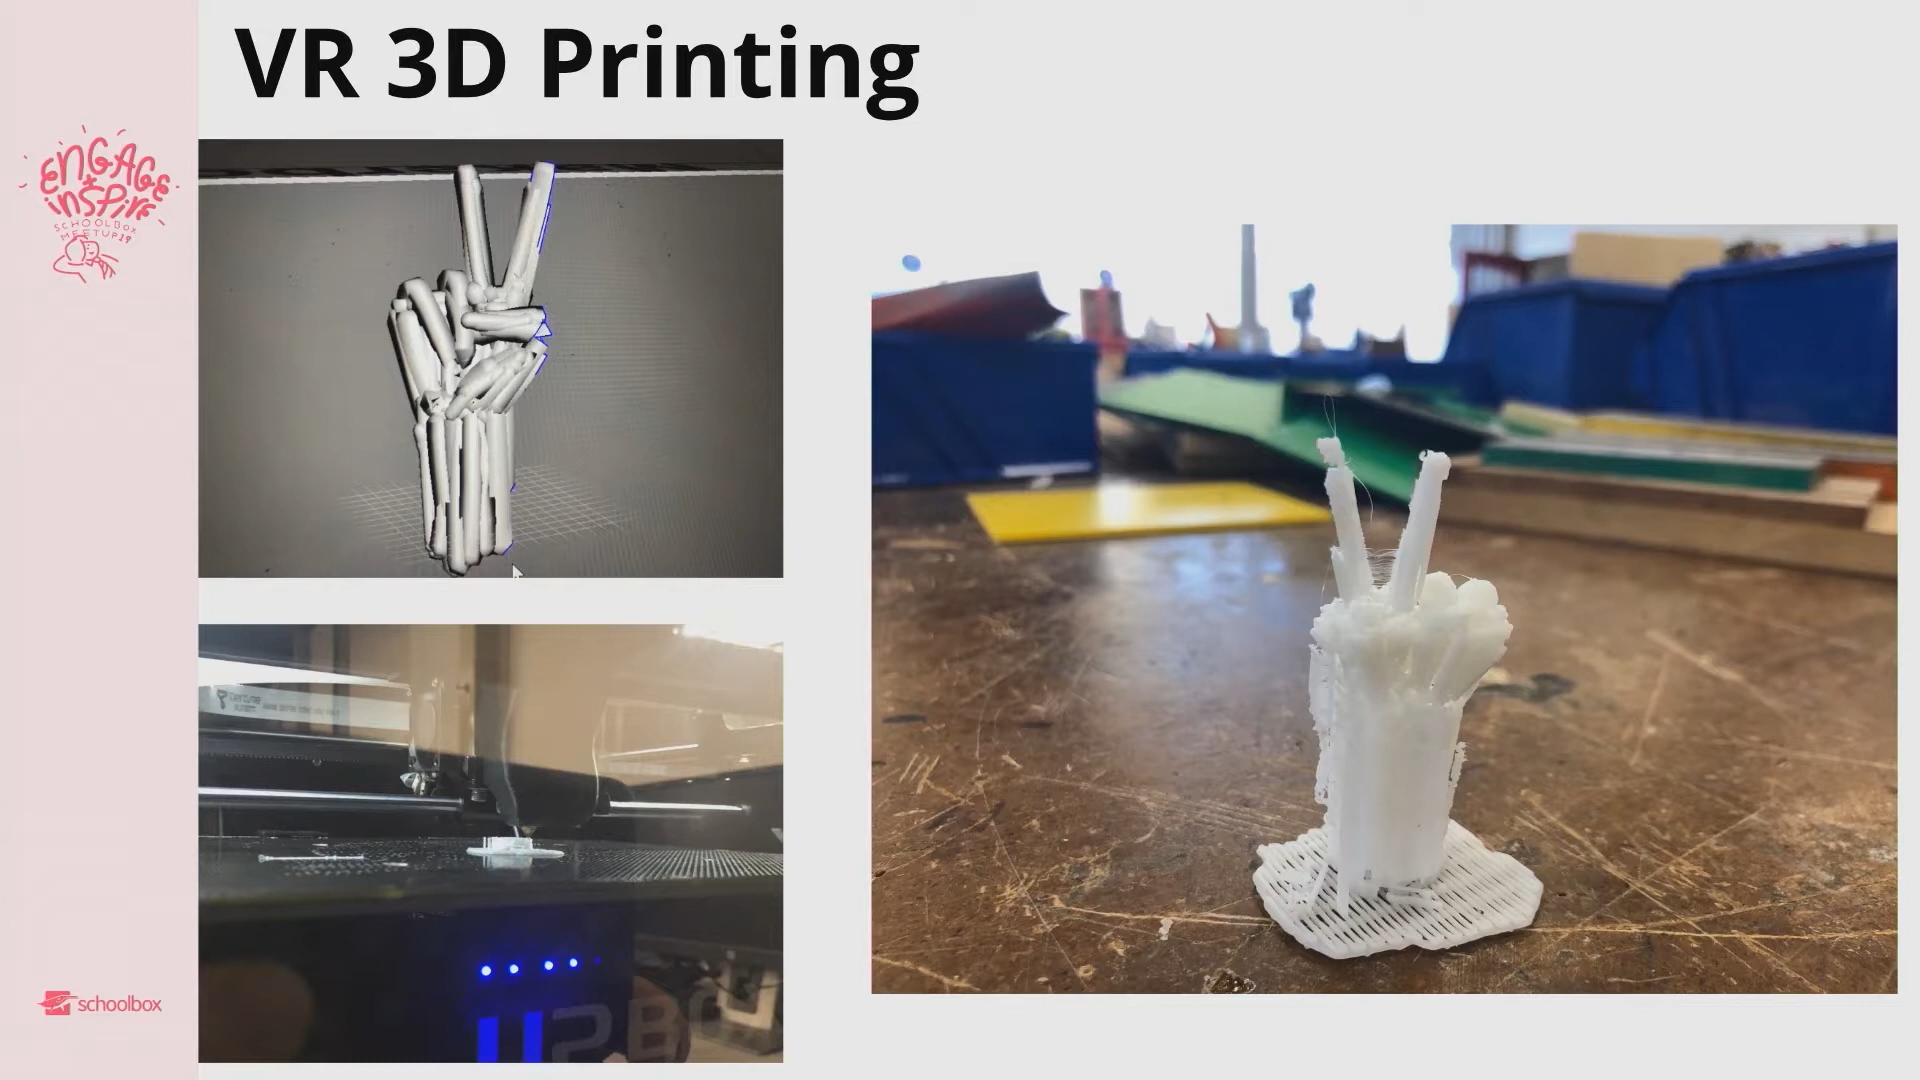 VR 3D Printing
ENGAGE
+
inspire
SCHOOLBOX
MEETUP19
schoolbox